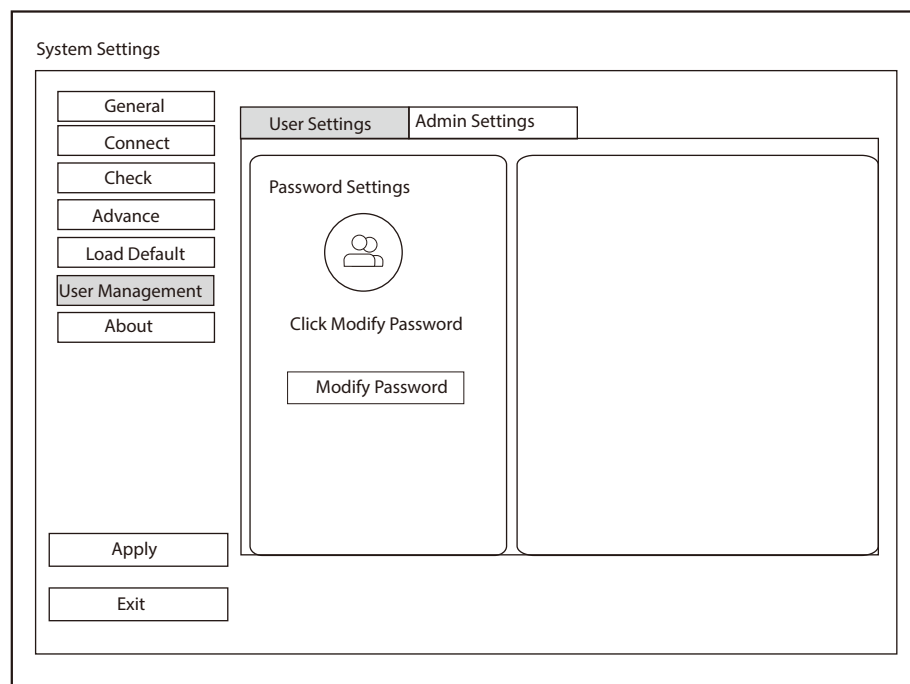 System Settings
General
Connect
Check
Advance
Load Default
User Management
About
Apply
Exit
User Settings
Admin Settings
Password Settings
Click Modify Password
Modify Password